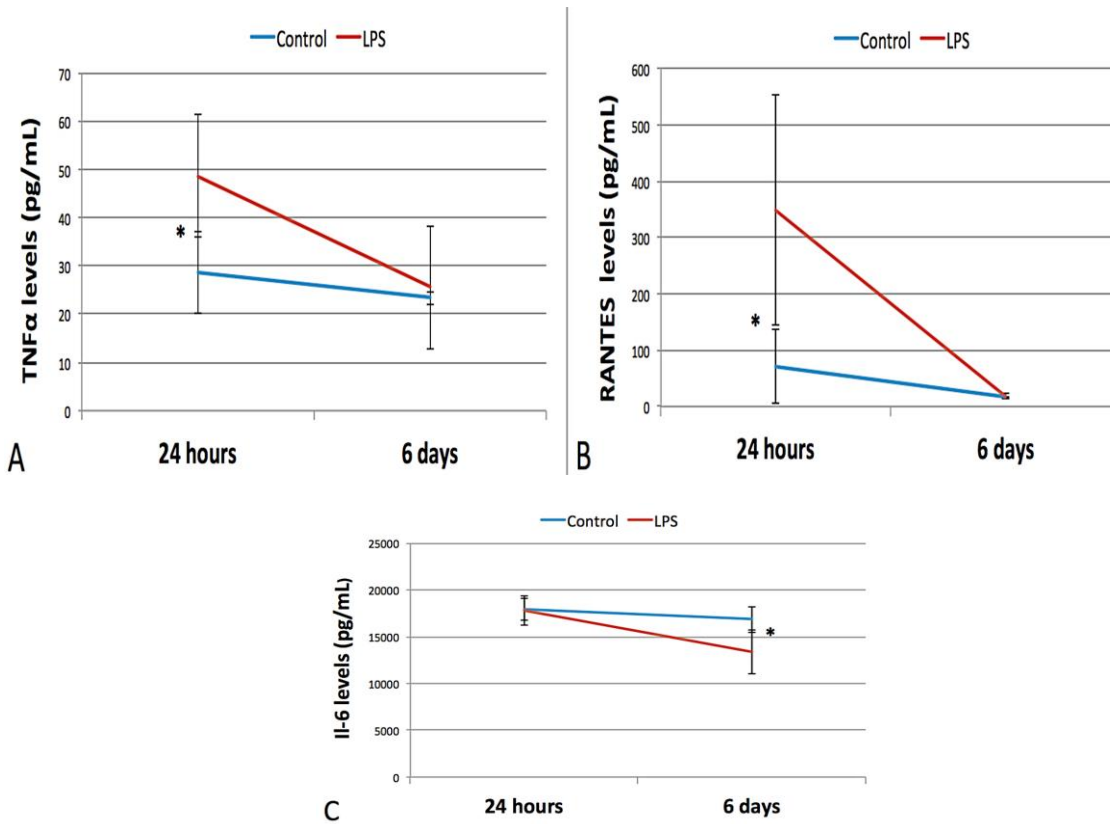 Control LPS
TNFα levels (pg/mL)
70
60
50
40
30
20
10
0
*
24 hours 6 days
A
Control LPS
RANTES levels (pg/mL)
600
500
400
300
200
100
0
*
24 hours 6 days
B
Control LPS
Il-6 levels (pg/mL)
25000
20000
15000
10000
5000
0
*
24 hours 6 days
C